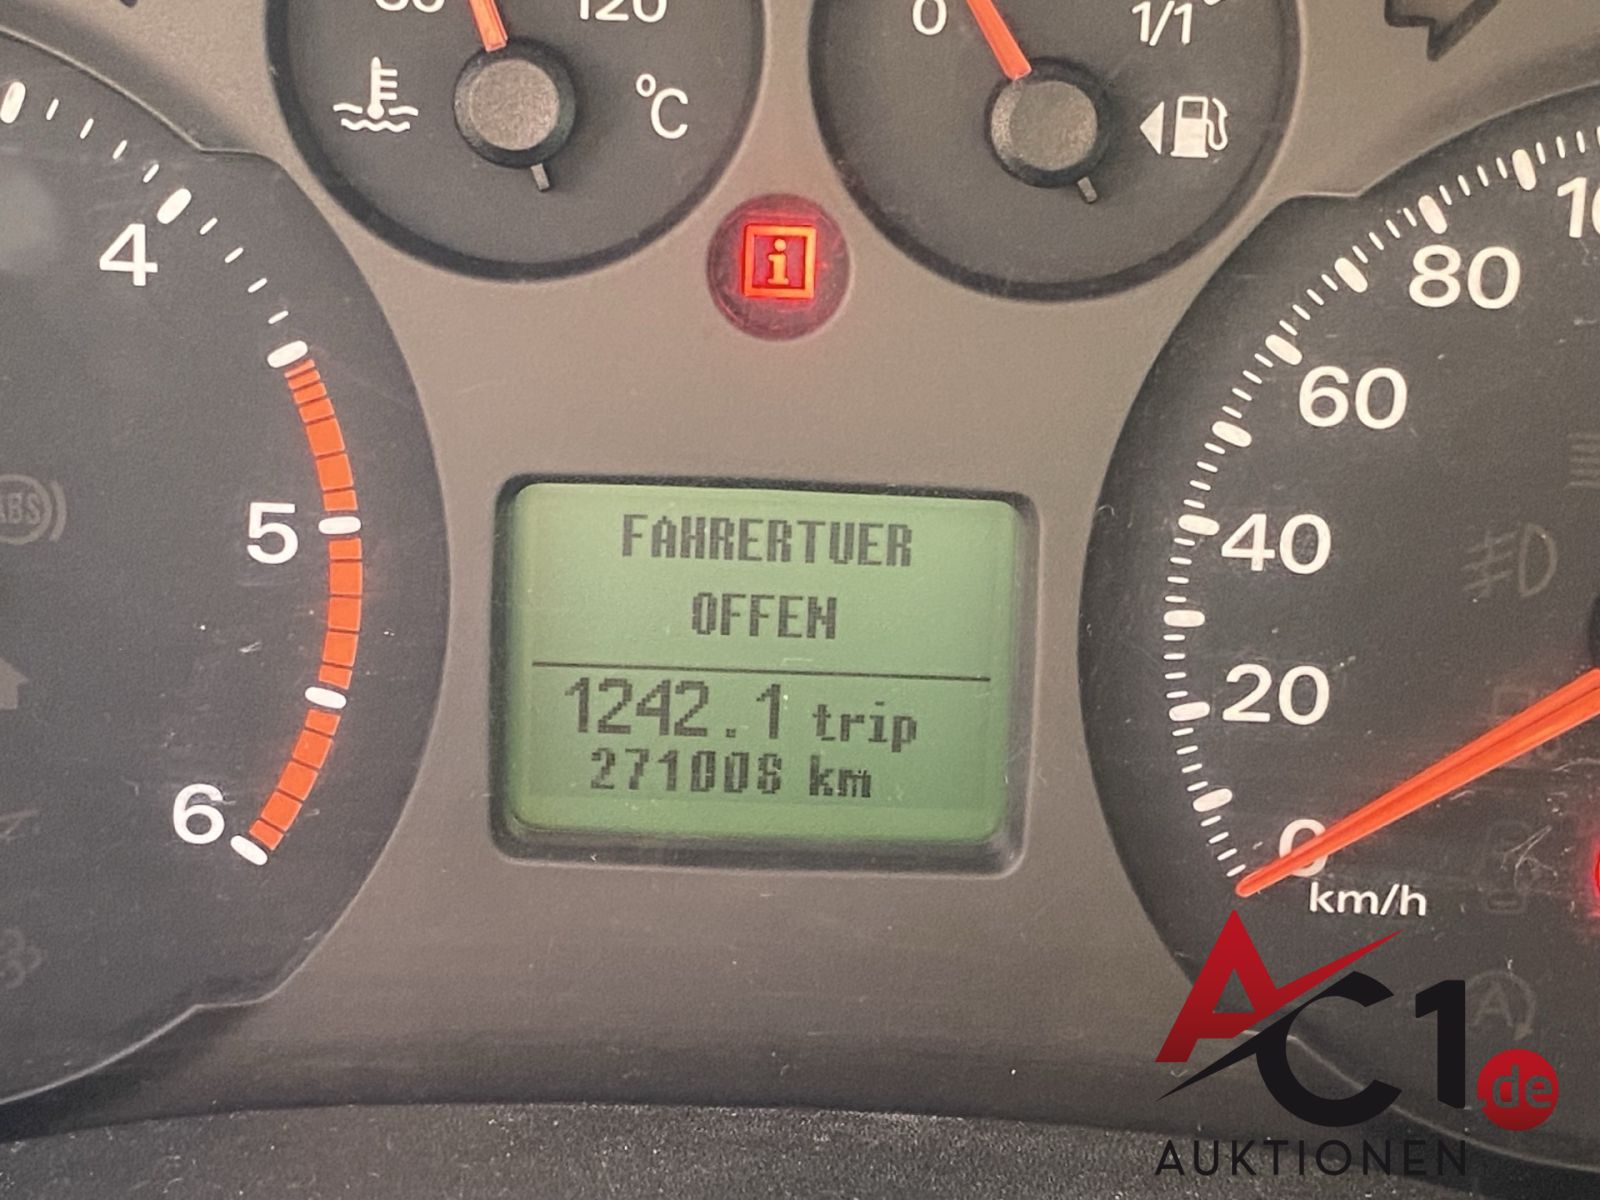 120
0
1/1
°C
4
5
6
ABS
FAHRERTUER
OFFEN
1242.1 trip
km
80
60
40
20
0
km/h
A
AC1.de
AUKTIONEN